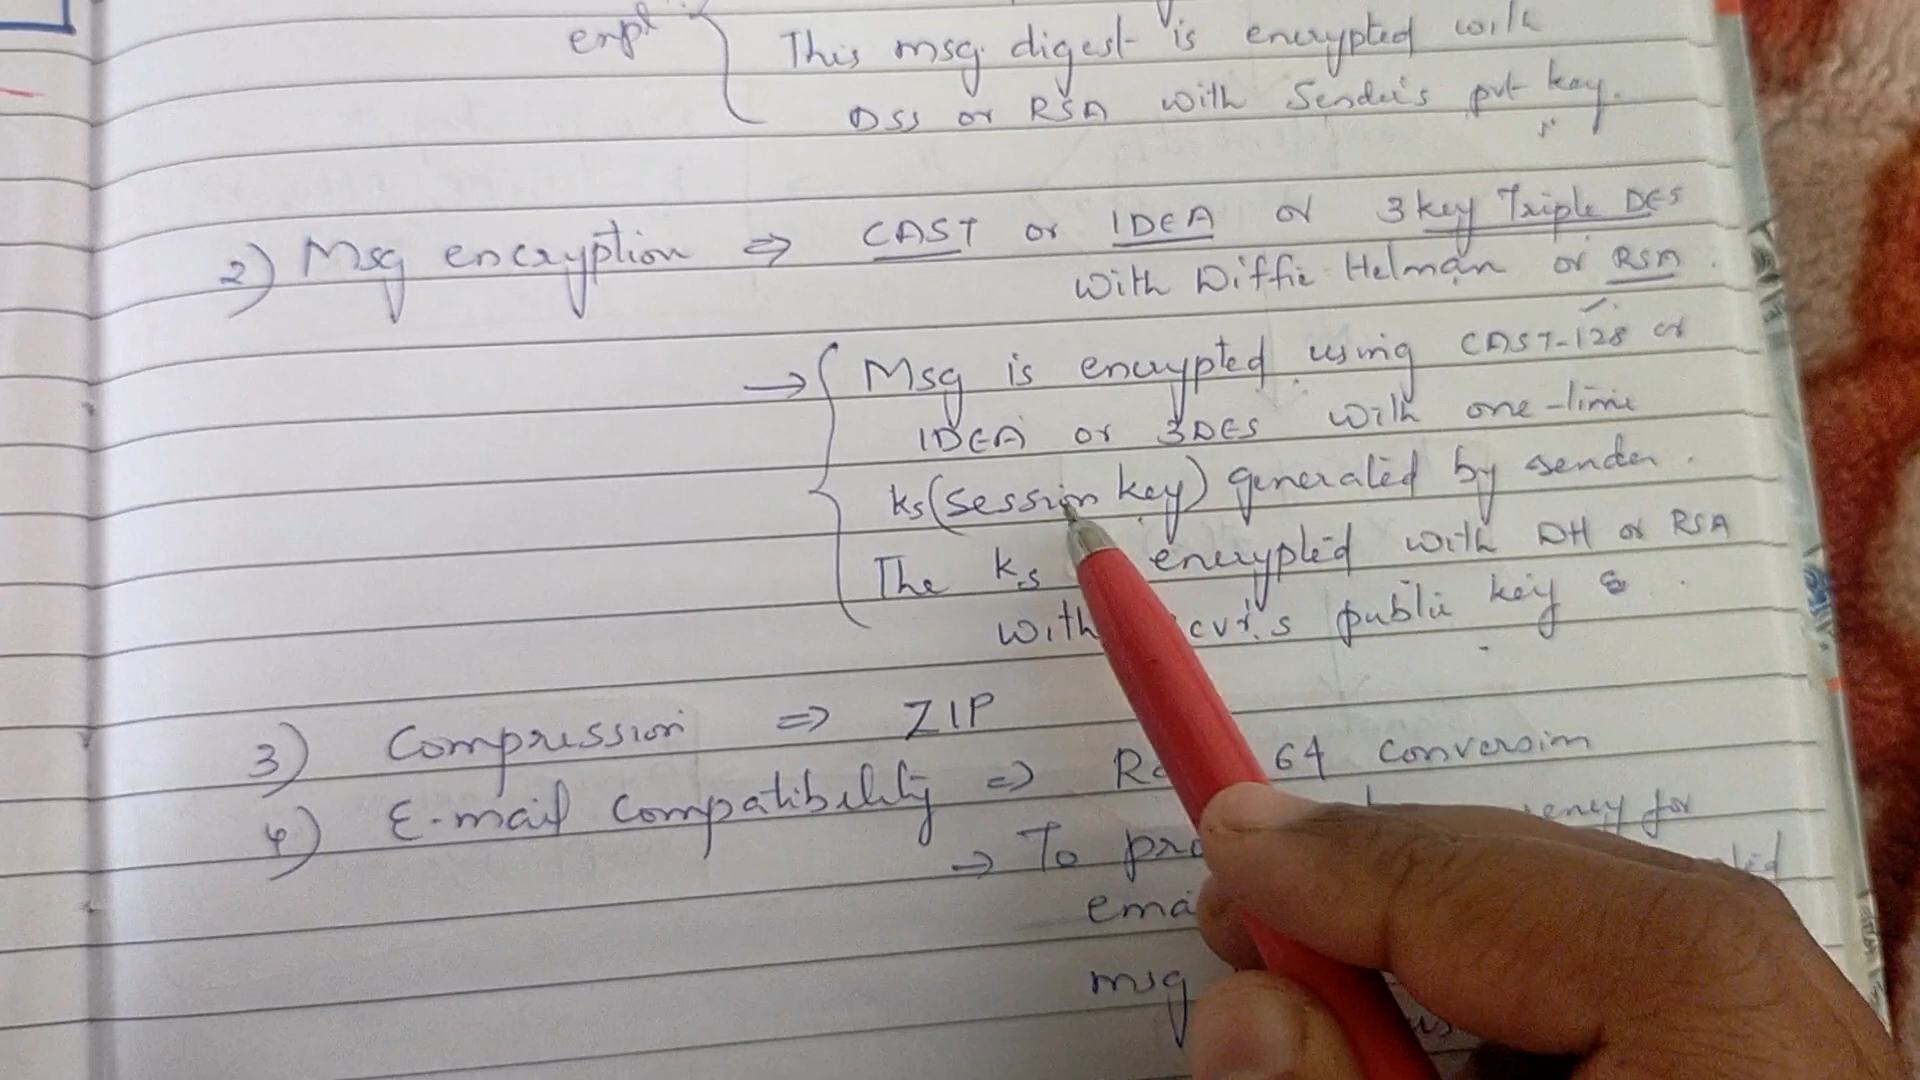 expl
This msg digest is encrypted with
DSS or RSA with Sender's pvt key.
2) Msg encryption ⇒ CAST or IDEA or 3 key Triple DES
with Diffie Helman or RSA.
→ Msg is encrypted using CAST-128 or
IDEA or 3DES with one-time
ks (session key) generated by sender.
The ks encrypted with DH or RSA
with public key
3) Compression ⇒ ZIP
4) E-mail Compatibility ⇒ 64 conversion
→ To for
msg